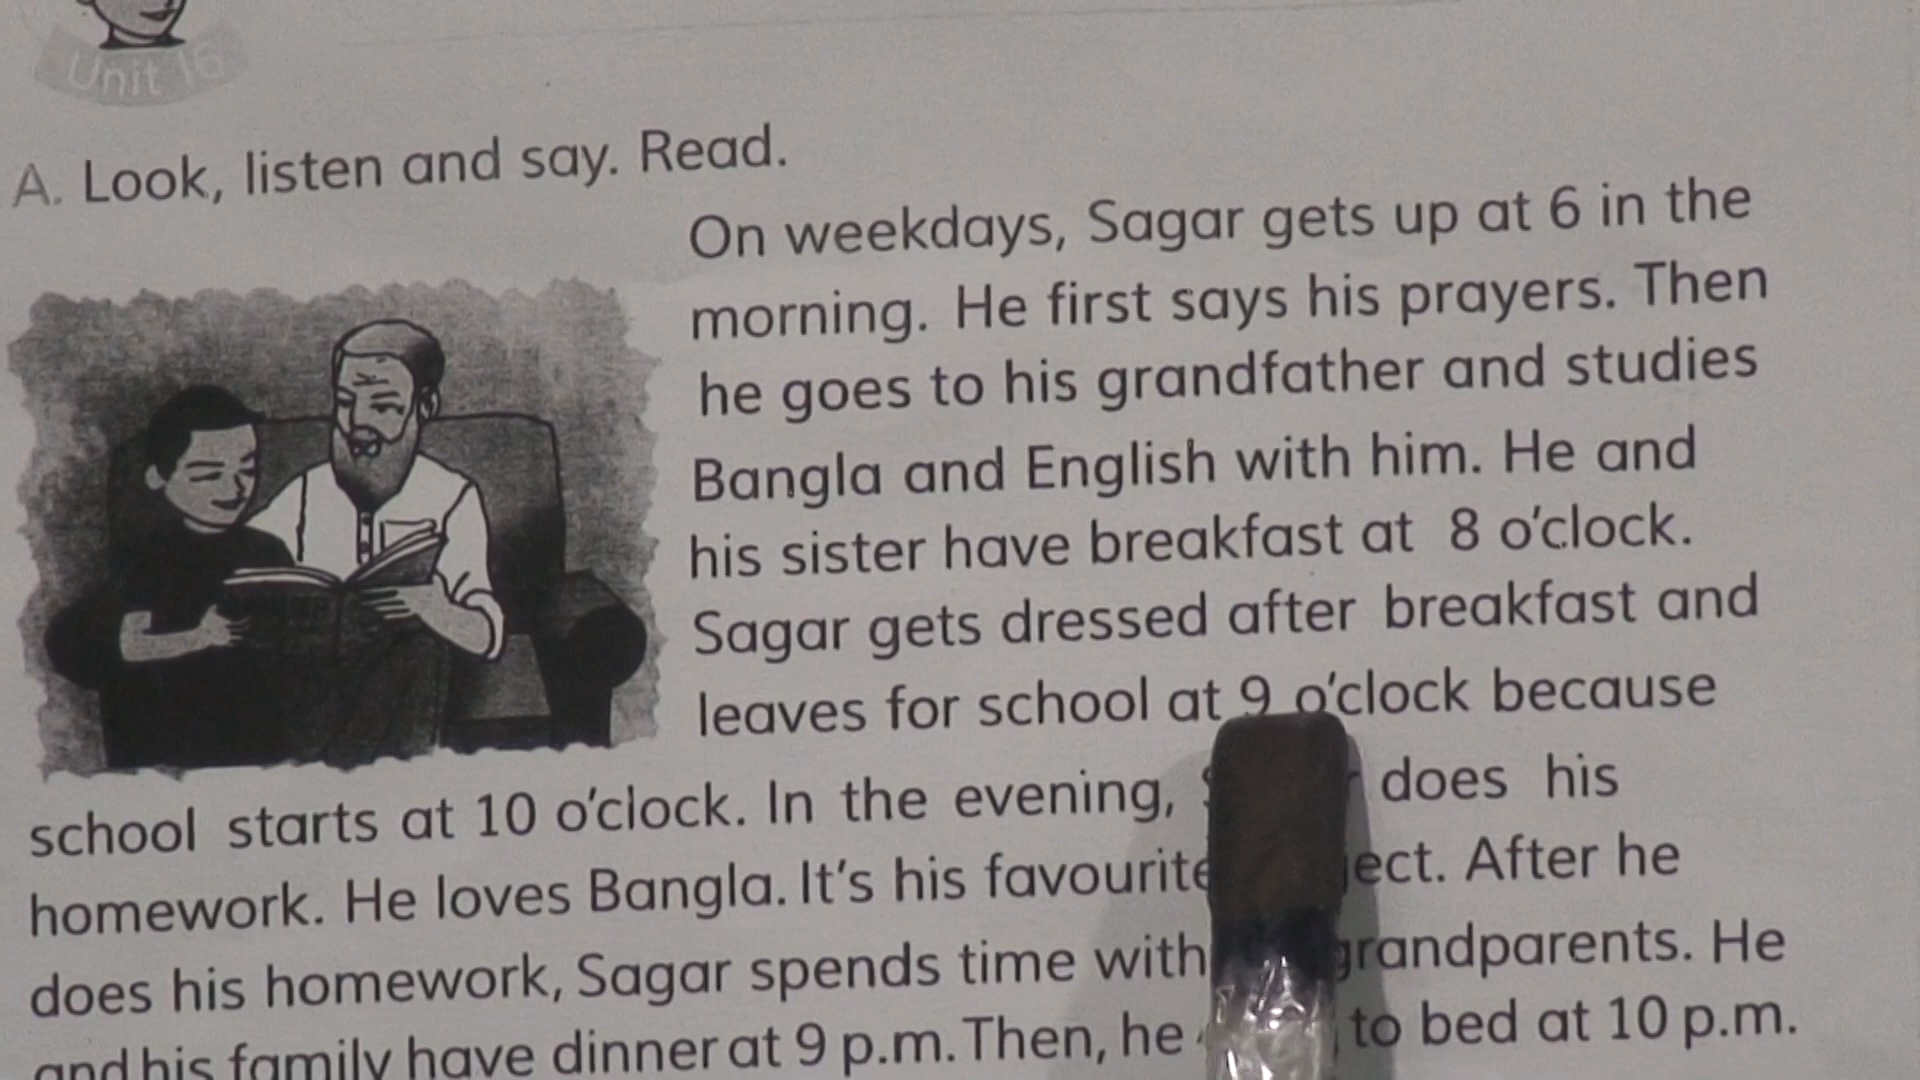 Unit 16
A. Look, listen and say. Read.
On weekdays, Sagar gets up at 6 in the
morning. He first says his prayers. Then
he goes to his grandfather and studies
Bangla and English with him. He and
his sister have breakfast at 8 o'clock.
Sagar gets dressed after breakfast and
leaves for school at 9 o'clock because
school starts at 10 o'clock. In the evening, does his
homework. He loves Bangla. It's his favourite After he
does his homework, Sagar spends time with grandparents. He
and his family have dinner at 9 p.m. Then, he to bed at 10 p.m.